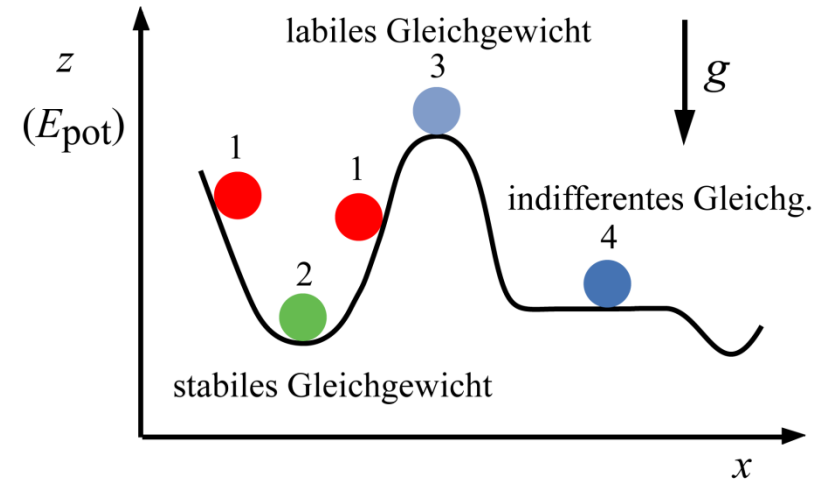 labiles Gleichgewicht
z
3
g
(Epot)
1
1
indifferentes Gleichg.
4
2
stabiles Gleichgewicht
x